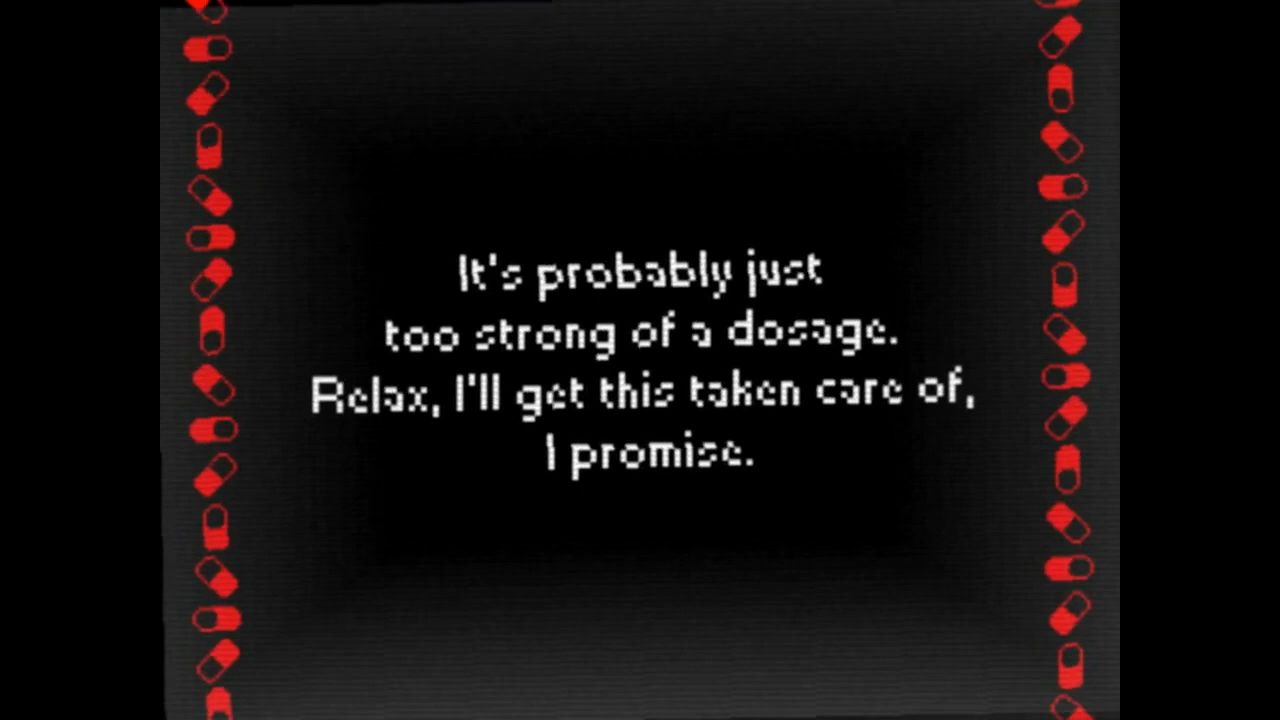 It's probably just
too strong of a dosage.
Relax, I'll get this taken care of,
I promise.